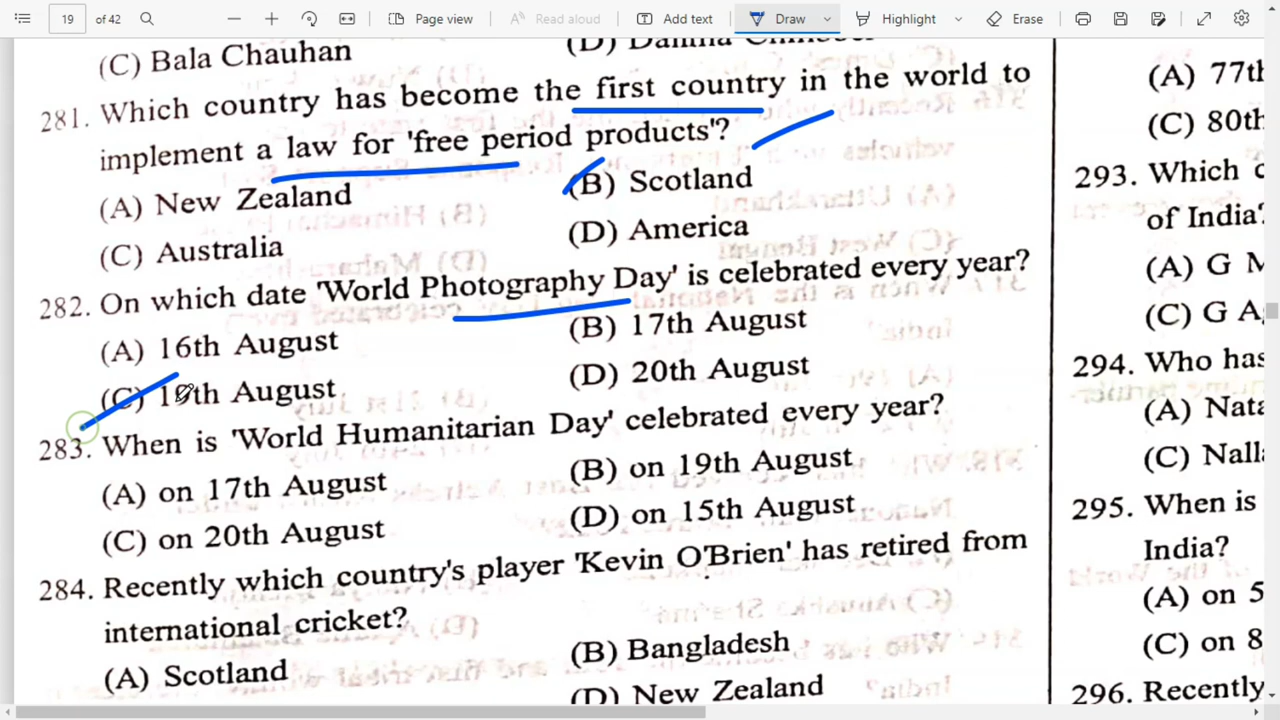 19 of 42 Page view Read aloud Add text Draw Highlight Erase
(C) Bala Chauhan
281. Which country has become the first country in the world to
implement a law for 'free period products'?
(A) New Zealand (B) Scotland
(C) Australia (D) America
282. On which date 'World Photography Day' is celebrated every year?
(A) 16th August (B) 17th August
(C) 19th August (D) 20th August
283. When is 'World Humanitarian Day' celebrated every year?
(A) on 17th August (B) on 19th August
(C) on 20th August (D) on 15th August
284. Recently which country's player 'Kevin O'Brien' has retired from
international cricket?
(A) Scotland (B) Bangladesh
(D) New Zealand
(A) 77th
(C) 80th
293. Which c
of India?
(A) G M
(C) G A
294. Who has
(A) Nata
(C) Nalla
295. When is
India?
(A) on 5
(C) on 8
296. Recently